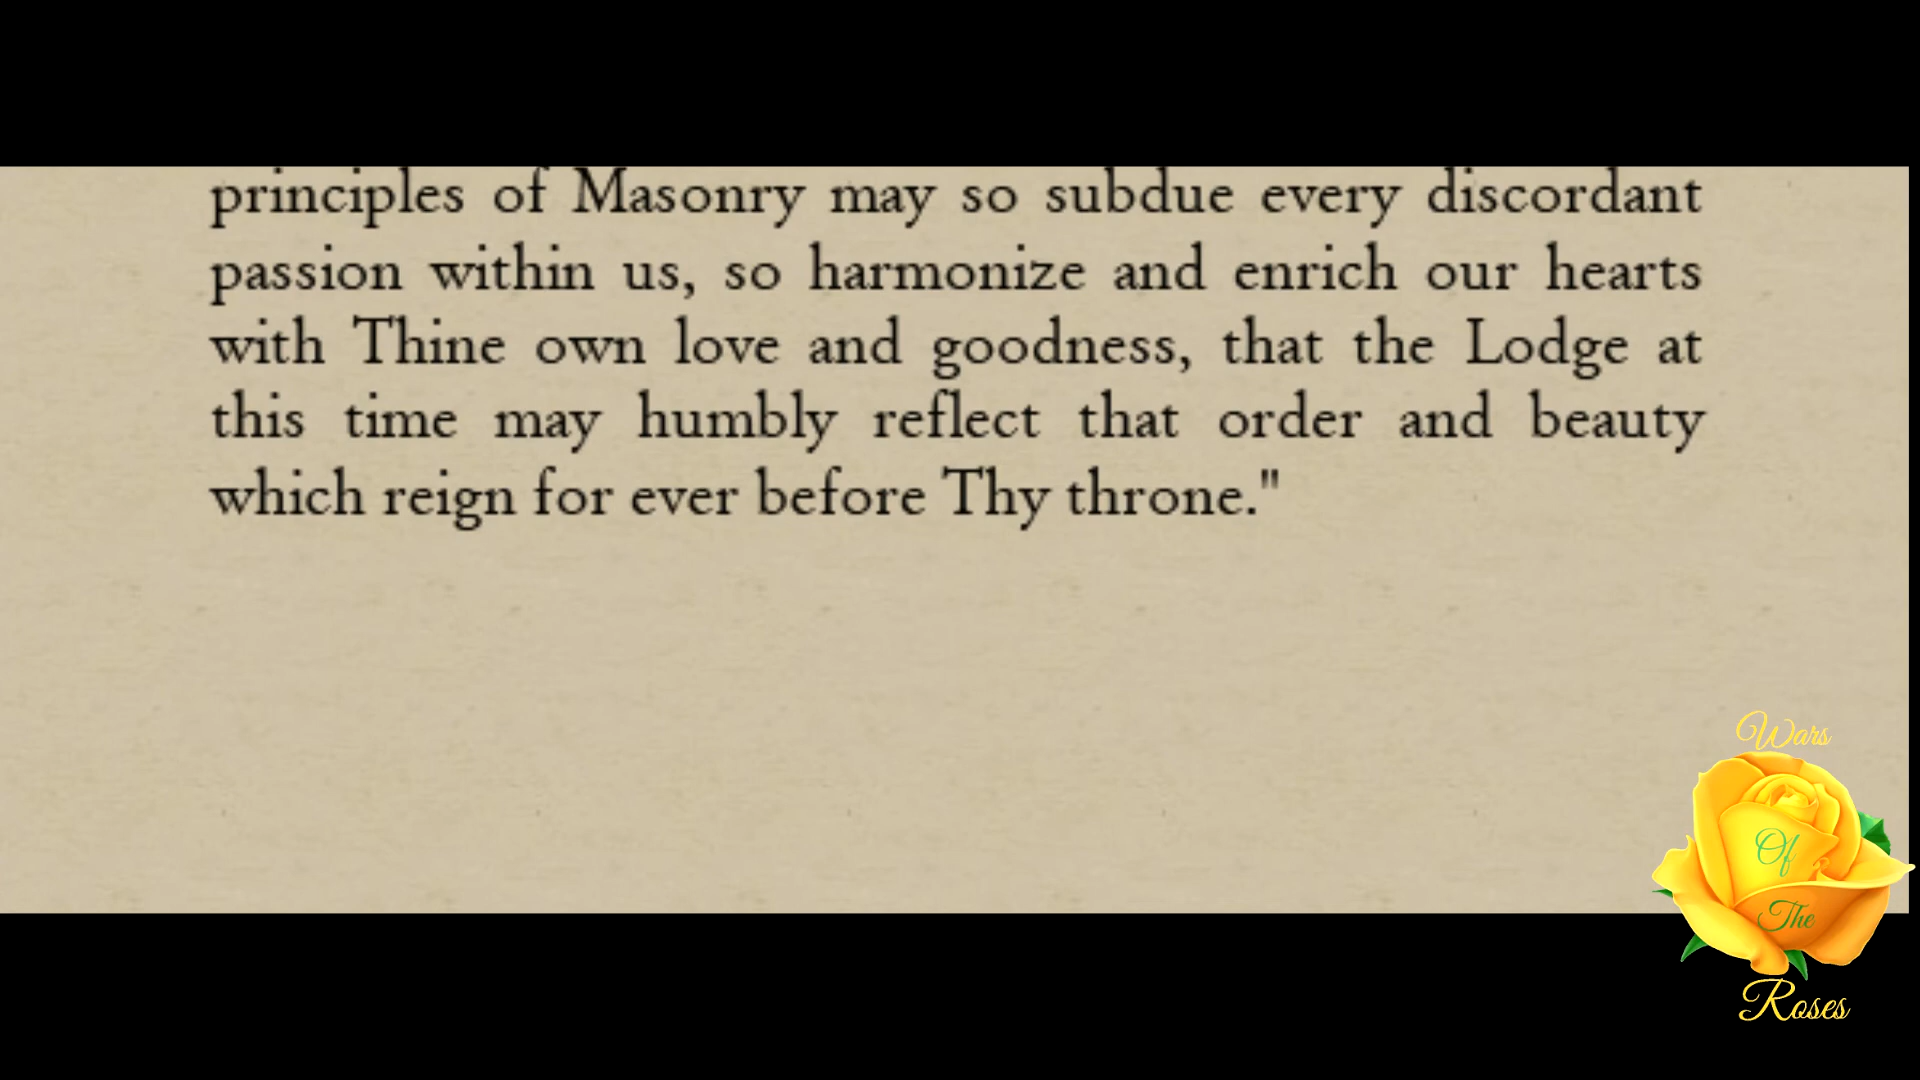 principles of Masonry may so subdue every discordant
passion within us, so harmonize and enrich our hearts
with Thine own love and goodness, that the Lodge at
this time may humbly reflect that order and beauty
which reign for ever before Thy throne."
Wars
Of
The
Roses